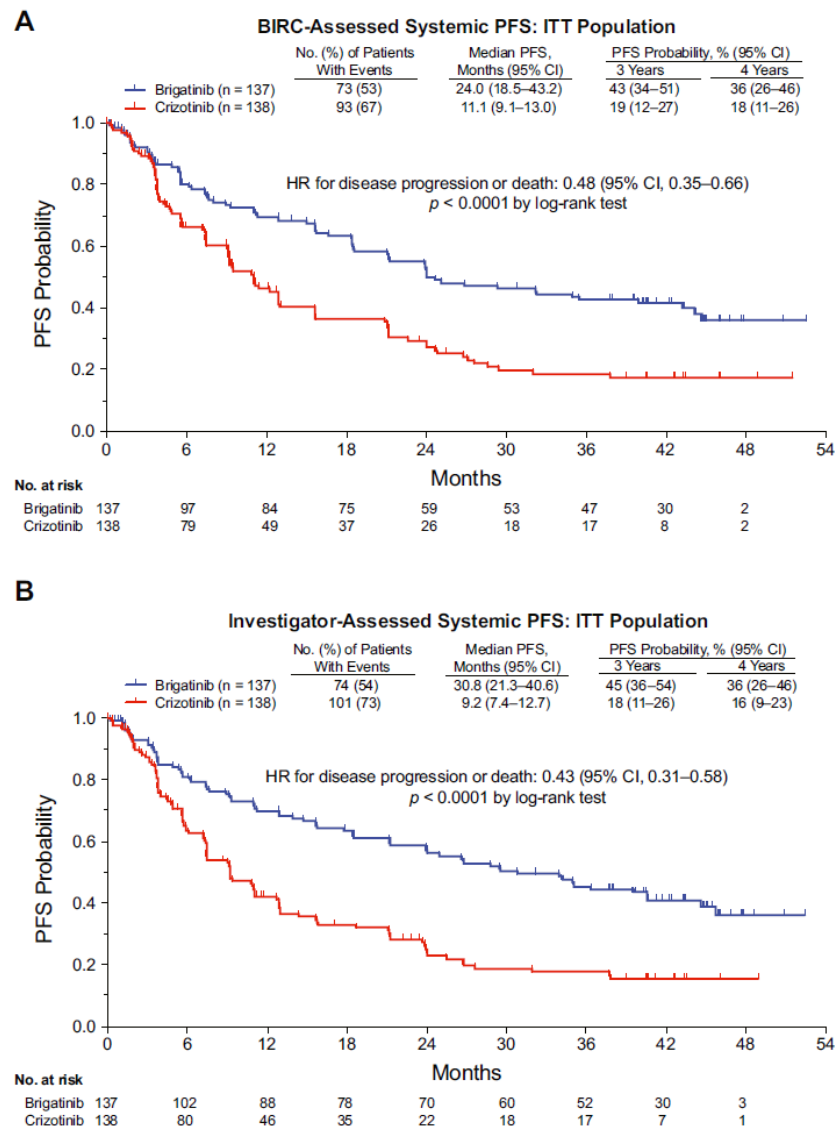 A
BIRC-Assessed Systemic PFS: ITT Population
No. (%) of Patients With Events
Median PFS, Months (95% CI)
PFS Probability, % (95% CI)
3 Years 4 Years
Brigatinib (n = 137) 73 (53) 24.0 (18.5–43.2) 43 (34–51) 36 (26–46)
Crizotinib (n = 138) 93 (67) 11.1 (9.1–13.0) 19 (12–27) 18 (11–26)
HR for disease progression or death: 0.48 (95% CI, 0.35–0.66)
p < 0.0001 by log-rank test
PFS Probability
1.0
0.8
0.6
0.4
0.2
0.0
0 6 12 18 24 30 36 42 48 54
Months
No. at risk
Brigatinib 137 97 84 75 59 53 47 30 2
Crizotinib 138 79 49 37 26 18 17 8 2
B
Investigator-Assessed Systemic PFS: ITT Population
No. (%) of Patients With Events
Median PFS, Months (95% CI)
PFS Probability, % (95% CI)
3 Years 4 Years
Brigatinib (n = 137) 74 (54) 30.8 (21.3–40.6) 45 (36–54) 36 (26–46)
Crizotinib (n = 138) 101 (73) 9.2 (7.4–12.7) 18 (11–26) 16 (9–23)
HR for disease progression or death: 0.43 (95% CI, 0.31–0.58)
p < 0.0001 by log-rank test
PFS Probability
1.0
0.8
0.6
0.4
0.2
0.0
0 6 12 18 24 30 36 42 48 54
Months
No. at risk
Brigatinib 137 102 88 78 70 60 52 30 3
Crizotinib 138 80 46 35 22 18 17 7 1